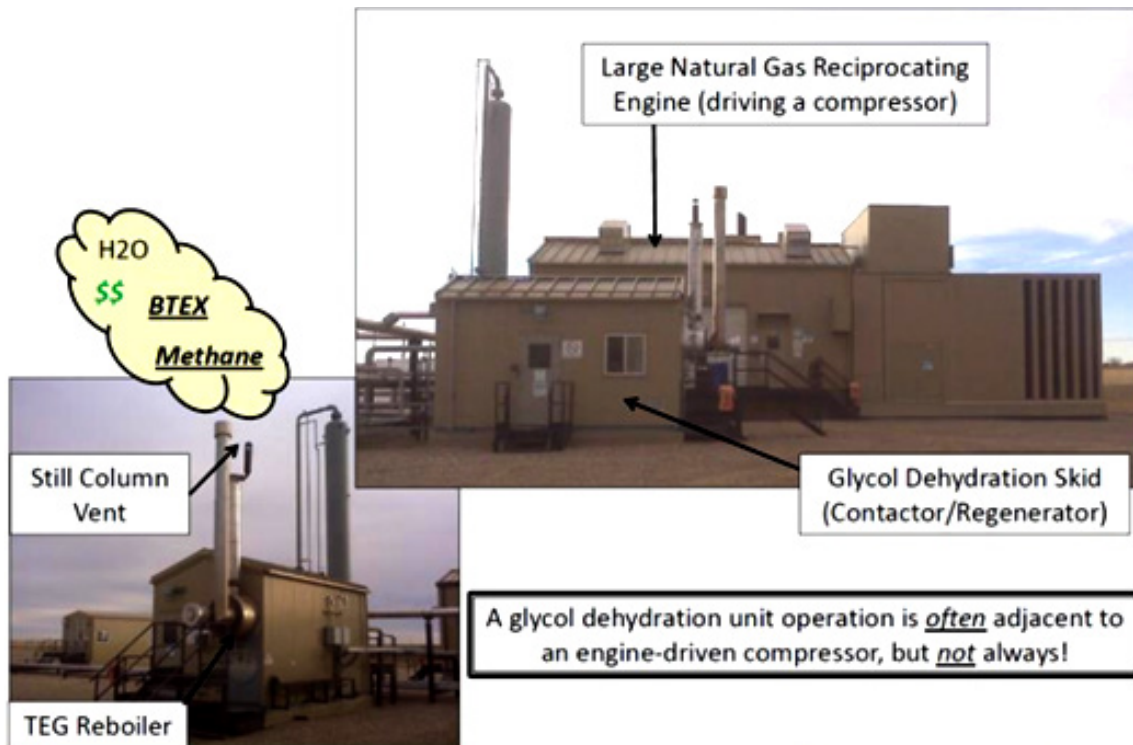 Large Natural Gas Reciprocating
Engine (driving a compressor)
H2O
$$
BTEX
Methane
Still Column
Vent
Glycol Dehydration Skid
(Contactor/Regenerator)
A glycol dehydration unit operation is often adjacent to
an engine-driven compressor, but not always!
TEG Reboiler